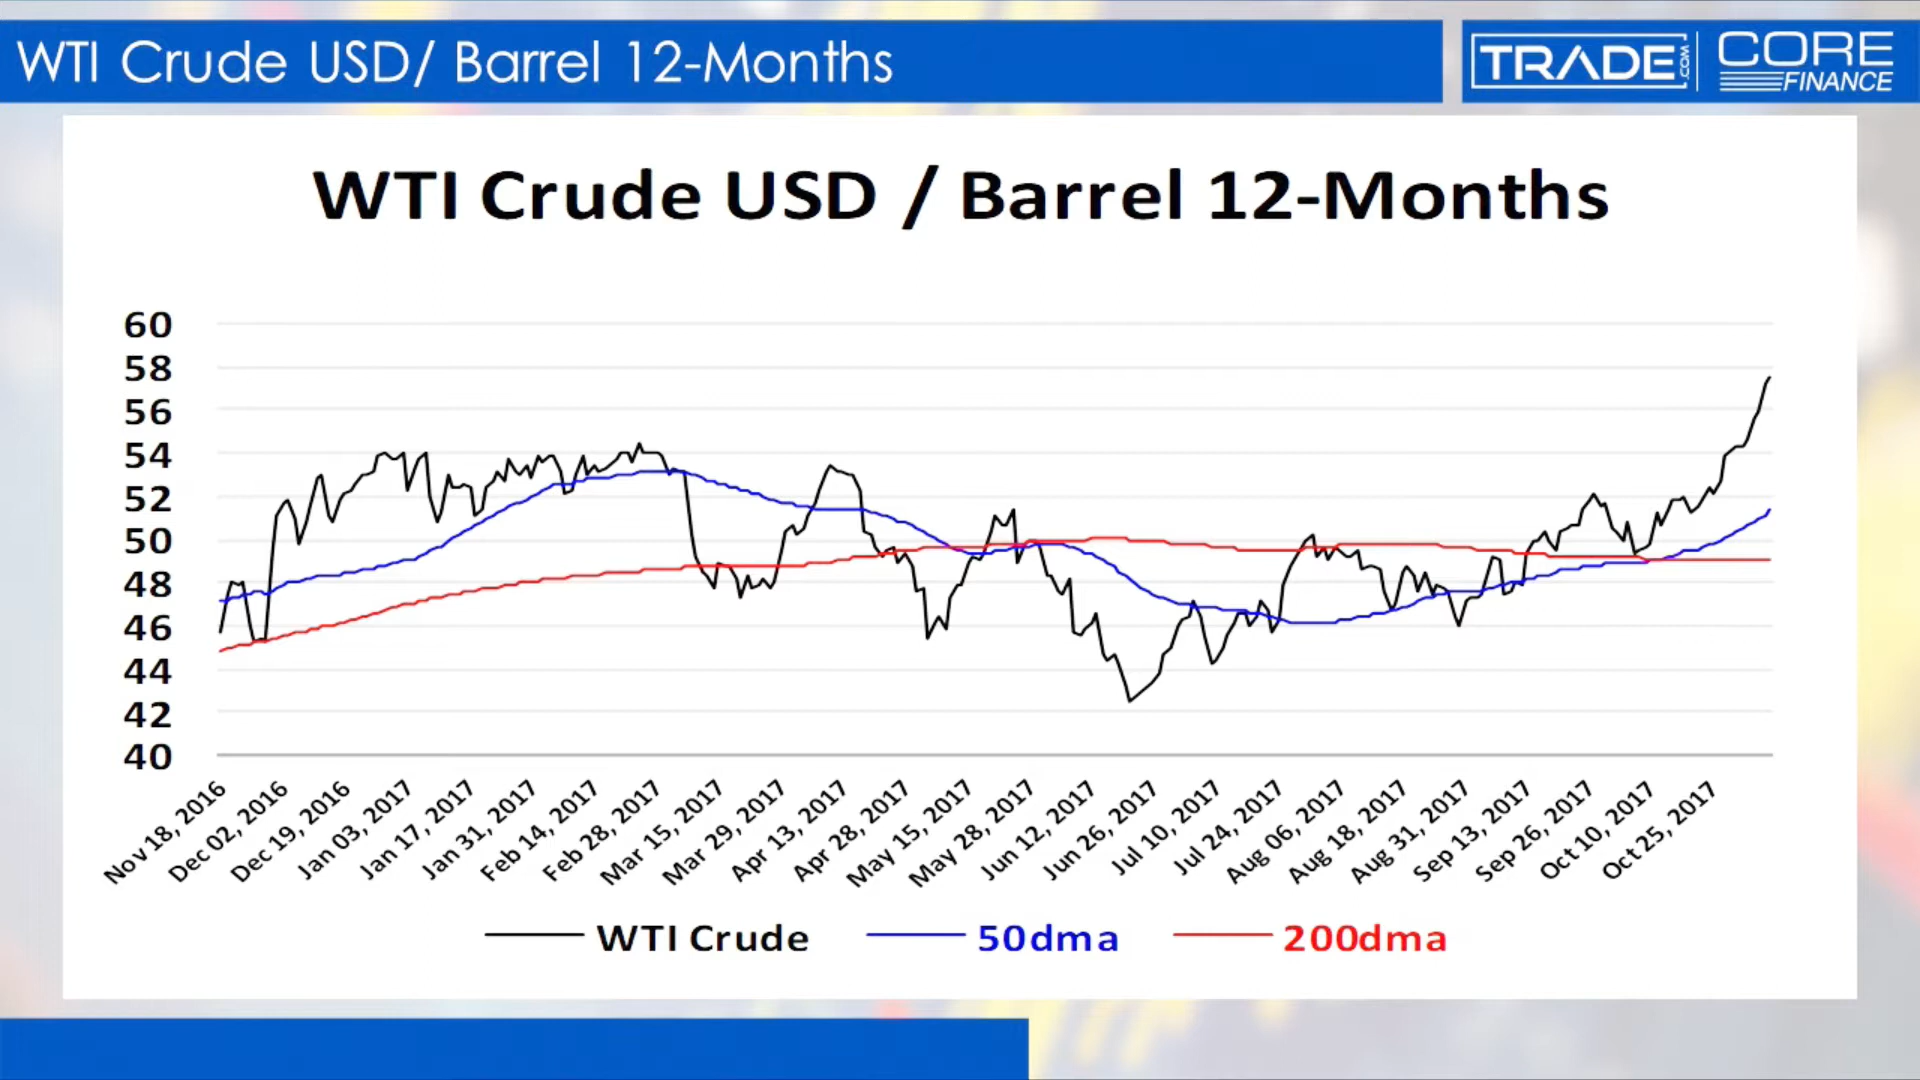 WTI Crude USD/ Barrel 12-Months
TRADE.COM
CORE
FINANCE
WTI Crude USD / Barrel 12-Months
60
58
56
54
52
50
48
46
44
42
40
Nov 18, 2016
Dec 02, 2016
Dec 19, 2016
Jan 03, 2017
Jan 17, 2017
Jan 31, 2017
Feb 14, 2017
Feb 28, 2017
Mar 15, 2017
Mar 29, 2017
Apr 13, 2017
Apr 28, 2017
May 15, 2017
May 28, 2017
Jun 12, 2017
Jun 26, 2017
Jul 10, 2017
Jul 24, 2017
Aug 06, 2017
Aug 18, 2017
Aug 31, 2017
Sep 13, 2017
Sep 26, 2017
Oct 10, 2017
Oct 25, 2017
WTI Crude
50dma
200dma